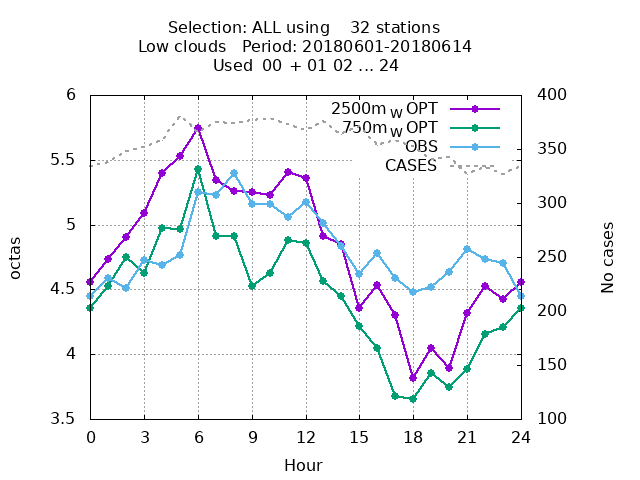 Selection: ALL using    32 stations
Low clouds   Period: 20180601-20180614
Used  00 + 01 02 ... 24
6
5.5
5
4.5
4
3.5
octas
400
350
300
250
200
150
100
No cases
2500m W OPT
750m W OPT
OBS
CASES
0 3 6 9 12 15 18 21 24
Hour